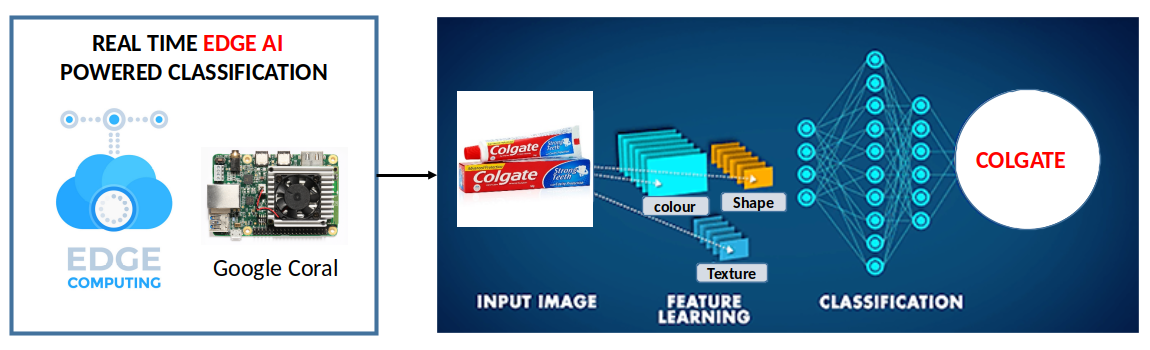 REAL TIME EDGE AI
POWERED CLASSIFICATION
EDGE
COMPUTING
Google Coral
Colgate
Strong
Teeth
Colgate
Strong
Teeth
colour
Shape
Texture
INPUT IMAGE
FEATURE
LEARNING
CLASSIFICATION
COLGATE